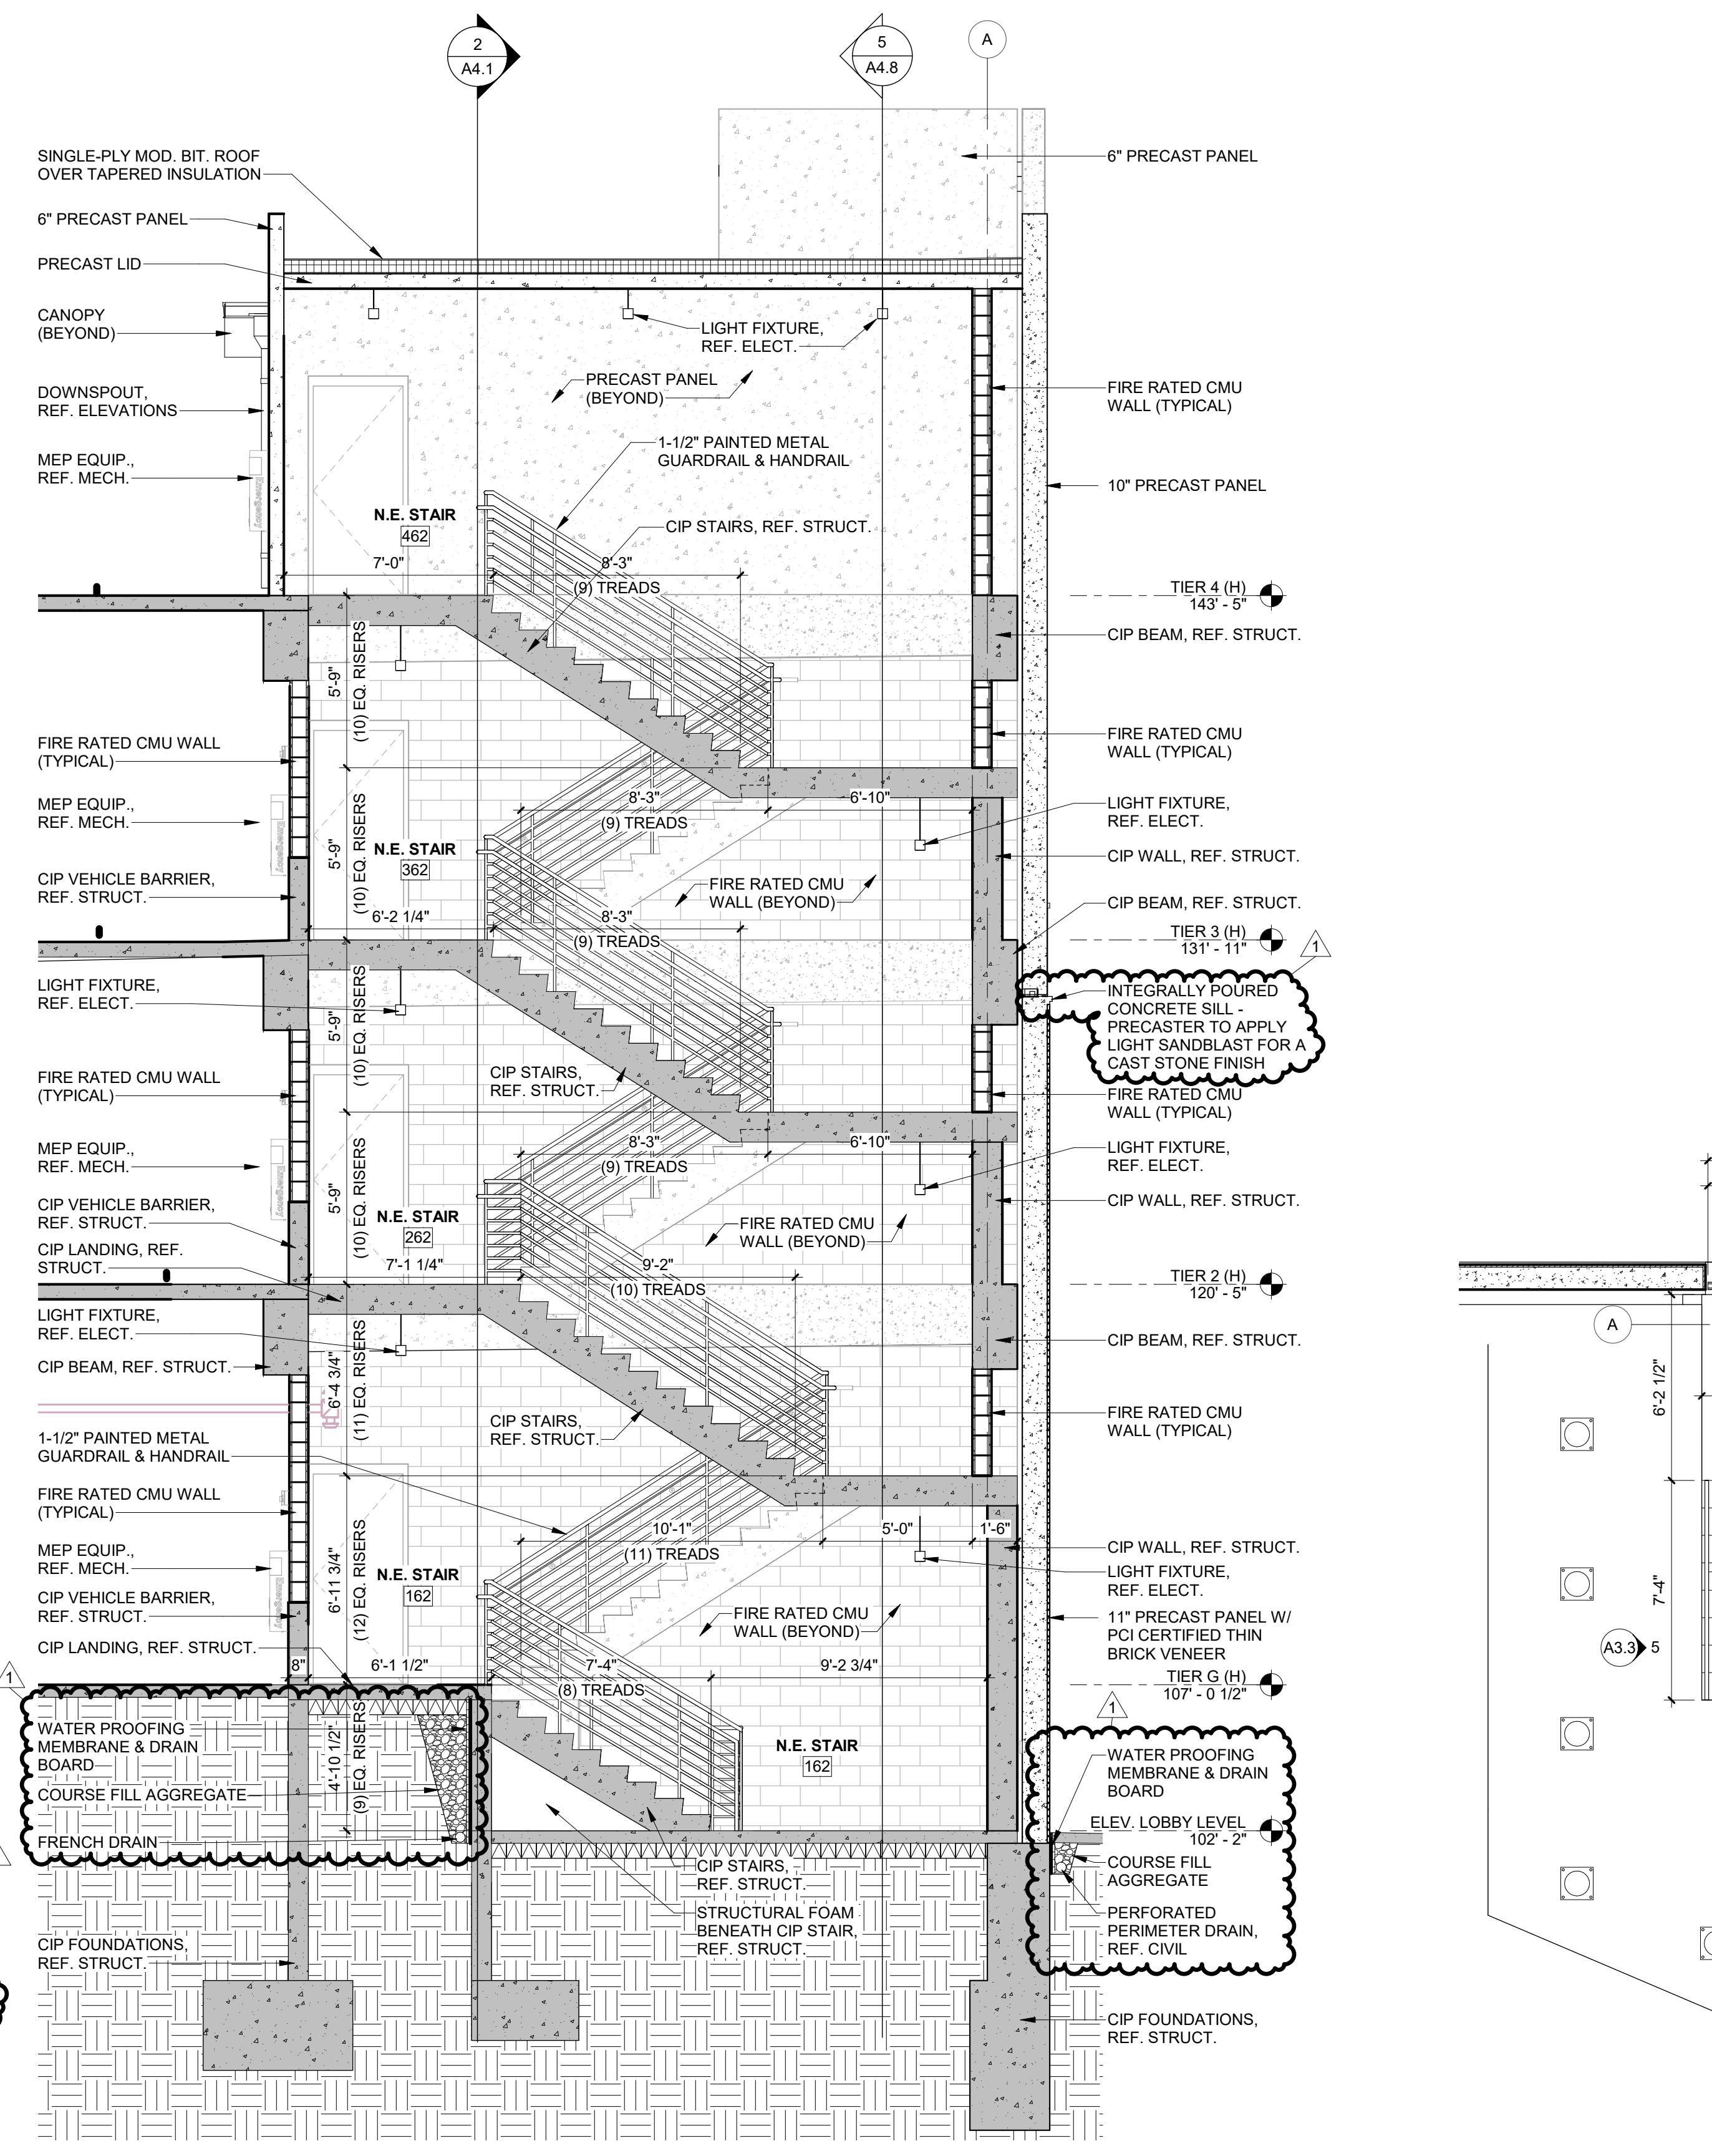 2
A4.1
5
A4.8
A
SINGLE-PLY MOD. BIT. ROOF
OVER TAPERED INSULATION
6" PRECAST PANEL
PRECAST LID
CANOPY
(BEYOND)
DOWNSPOUT,
REF. ELEVATIONS
MEP EQUIP.,
REF. MECH.
FIRE RATED CMU WALL
(TYPICAL)
MEP EQUIP.,
REF. MECH.
CIP VEHICLE BARRIER,
REF. STRUCT.
LIGHT FIXTURE,
REF. ELECT.
FIRE RATED CMU WALL
(TYPICAL)
MEP EQUIP.,
REF. MECH.
CIP VEHICLE BARRIER,
REF. STRUCT.
CIP LANDING, REF.
STRUCT.
LIGHT FIXTURE,
REF. ELECT.
CIP BEAM, REF. STRUCT.
1-1/2" PAINTED METAL
GUARDRAIL & HANDRAIL
FIRE RATED CMU WALL
(TYPICAL)
MEP EQUIP.,
REF. MECH.
CIP VEHICLE BARRIER,
REF. STRUCT.
CIP LANDING, REF. STRUCT.
1
WATER PROOFING
MEMBRANE & DRAIN
BOARD
COURSE FILL AGGREGATE
FRENCH DRAIN
CIP FOUNDATIONS,
REF. STRUCT.
LIGHT FIXTURE,
REF. ELECT.
PRECAST PANEL
(BEYOND)
1-1/2" PAINTED METAL
GUARDRAIL & HANDRAIL
Emergency
N.E. STAIR
462
CIP STAIRS, REF. STRUCT.
7'-0"
8'-3"
(9) TREADS
5'-9"
(10) EQ. RISERS
8'-3"
6'-10"
(9) TREADS
Emergency
5'-9"
(10) EQ. RISERS
N.E. STAIR
362
FIRE RATED CMU
WALL (BEYOND)
6'-2 1/4"
8'-3"
(9) TREADS
5'-9"
(10) EQ. RISERS
CIP STAIRS,
REF. STRUCT.
8'-3"
6'-10"
(9) TREADS
Emergency
5'-9"
(10) EQ. RISERS
N.E. STAIR
262
FIRE RATED CMU
WALL (BEYOND)
7'-1 1/4"
9'-2"
(10) TREADS
6'-4 3/4"
(11) EQ. RISERS
CIP STAIRS,
REF. STRUCT.
10'-1"
5'-0"
1'-6"
(11) TREADS
Emergency
6'-11 3/4"
(12) EQ. RISERS
N.E. STAIR
162
FIRE RATED CMU
WALL (BEYOND)
8"
6'-1 1/2"
7'-4"
9'-2 3/4"
(8) TREADS
4'-10 1/2"
(9) EQ. RISERS
N.E. STAIR
162
CIP STAIRS,
REF. STRUCT.
STRUCTURAL FOAM
BENEATH CIP STAIR,
REF. STRUCT.
6" PRECAST PANEL
FIRE RATED CMU
WALL (TYPICAL)
10" PRECAST PANEL
TIER 4 (H)
143' - 5"
CIP BEAM, REF. STRUCT.
FIRE RATED CMU
WALL (TYPICAL)
LIGHT FIXTURE,
REF. ELECT.
CIP WALL, REF. STRUCT.
CIP BEAM, REF. STRUCT.
TIER 3 (H)
131' - 11"
1
INTEGRALLY POURED
CONCRETE SILL -
PRECASTER TO APPLY
LIGHT SANDBLAST FOR A
CAST STONE FINISH
FIRE RATED CMU
WALL (TYPICAL)
LIGHT FIXTURE,
REF. ELECT.
CIP WALL, REF. STRUCT.
TIER 2 (H)
120' - 5"
CIP BEAM, REF. STRUCT.
FIRE RATED CMU
WALL (TYPICAL)
CIP WALL, REF. STRUCT.
LIGHT FIXTURE,
REF. ELECT.
11" PRECAST PANEL W/
PCI CERTIFIED THIN
BRICK VENEER
TIER G (H)
107' - 0 1/2"
1
WATER PROOFING
MEMBRANE & DRAIN
BOARD
ELEV. LOBBY LEVEL
102' - 2"
COURSE FILL
AGGREGATE
PERFORATED
PERIMETER DRAIN,
REF. CIVIL
CIP FOUNDATIONS,
REF. STRUCT.
A
6'-2 1/2"
7'-4"
A3.3
5